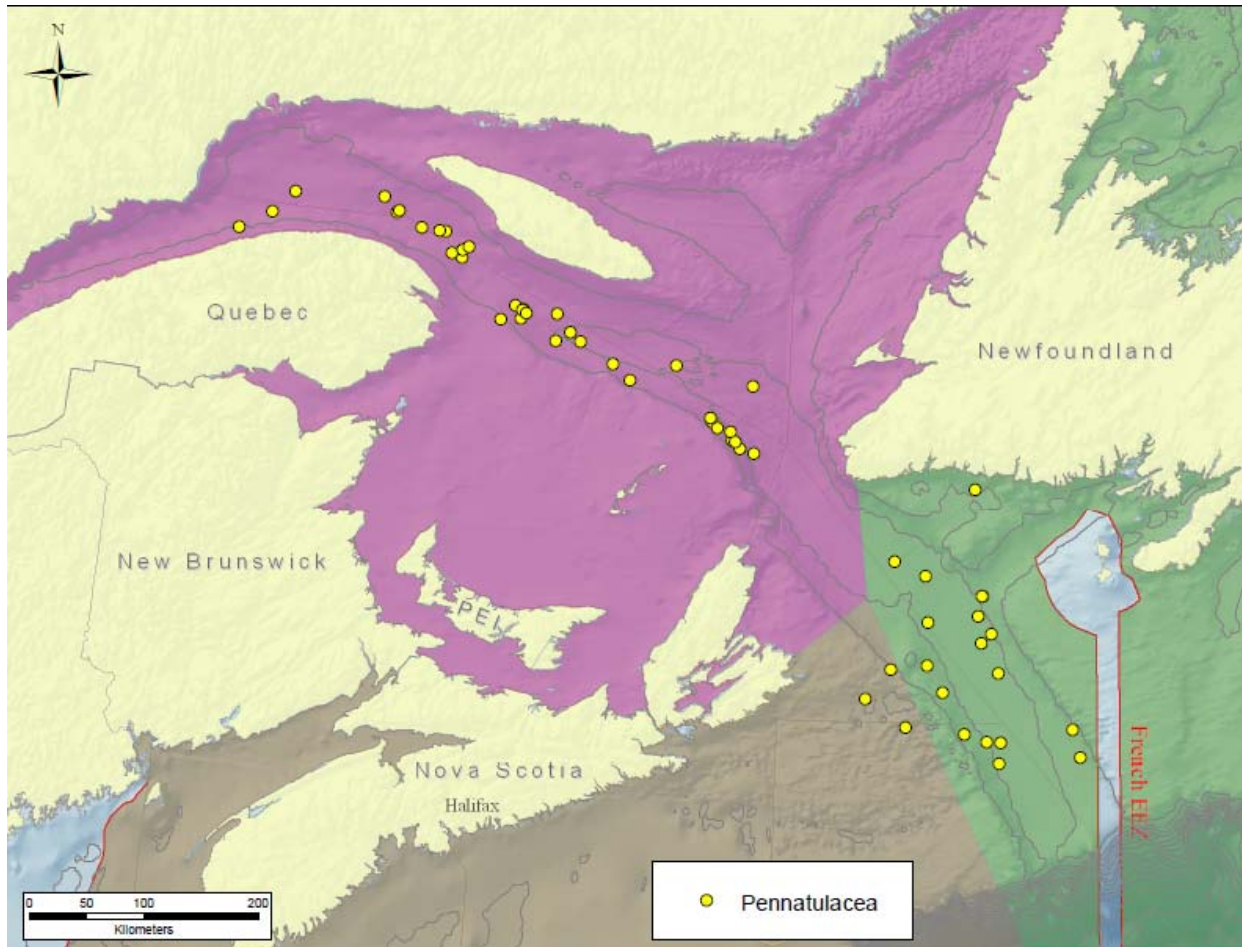 N
Quebec
Newfoundland
New Brunswick
PEI
French EEZ
Nova Scotia
Halifax
0 50 100 200
Kilometers
Pennatulacea